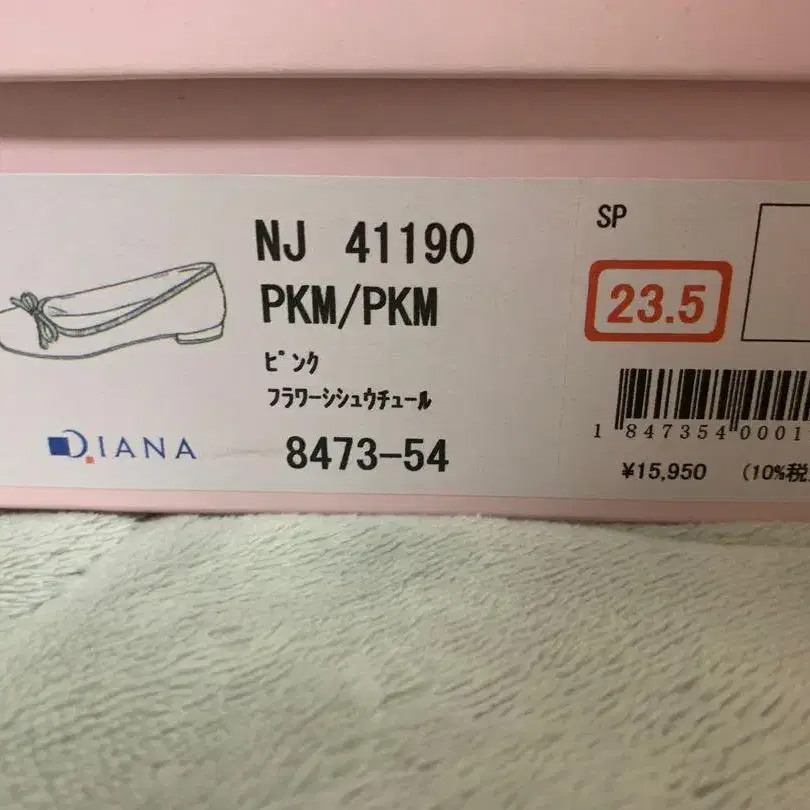 NJ 41190
PKM/PKM
ﾋﾟﾝｸ
ﾌﾗﾜｰｼｼｭｳﾁｭｰﾙ
DIANA
8473-54
SP
23.5
1 847354 0001
¥15,950 (10%税